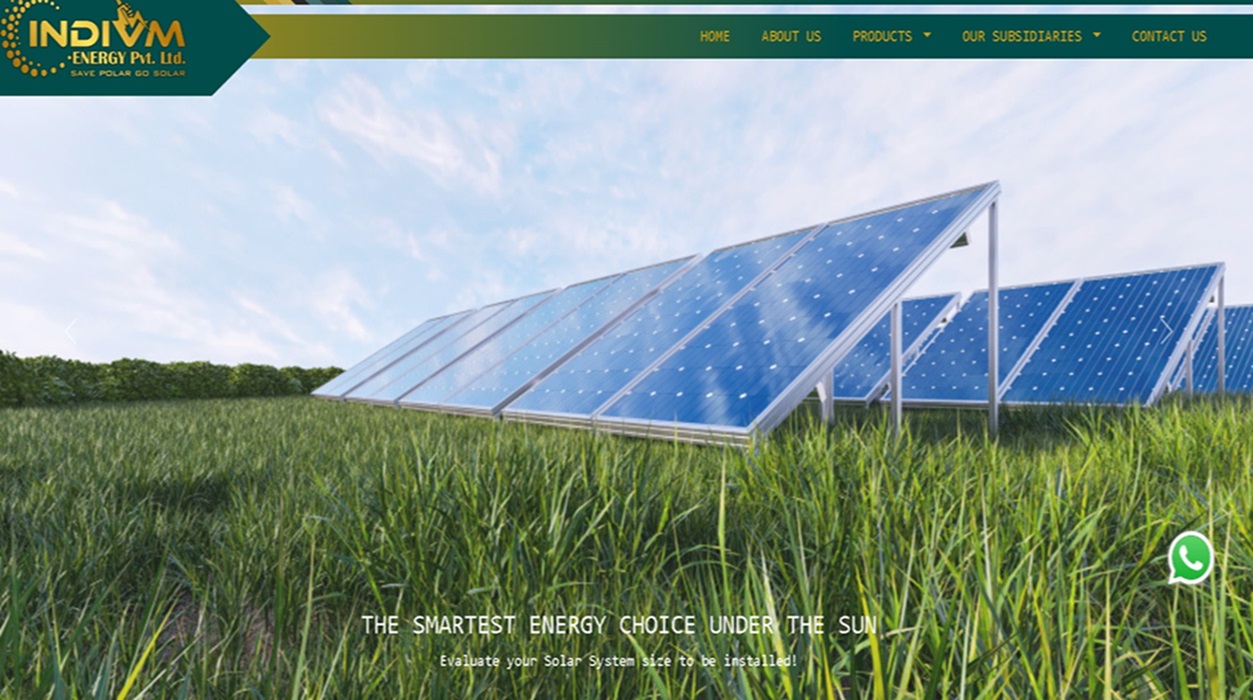 INDIVM
ENERGY Pvt. Ltd.
SAVE POLAR GO SOLAR
HOME ABOUT US PRODUCTS OUR SUBSIDIARIES CONTACT US
THE SMARTEST ENERGY CHOICE UNDER THE SUN
Evaluate your Solar System size to be installed!